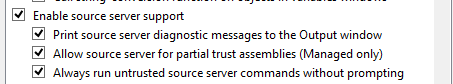 Enable source server support
Print source server diagnostic messages to the Output window
Allow source server for partial trust assemblies (Managed only)
Always run untrusted source server commands without prompting